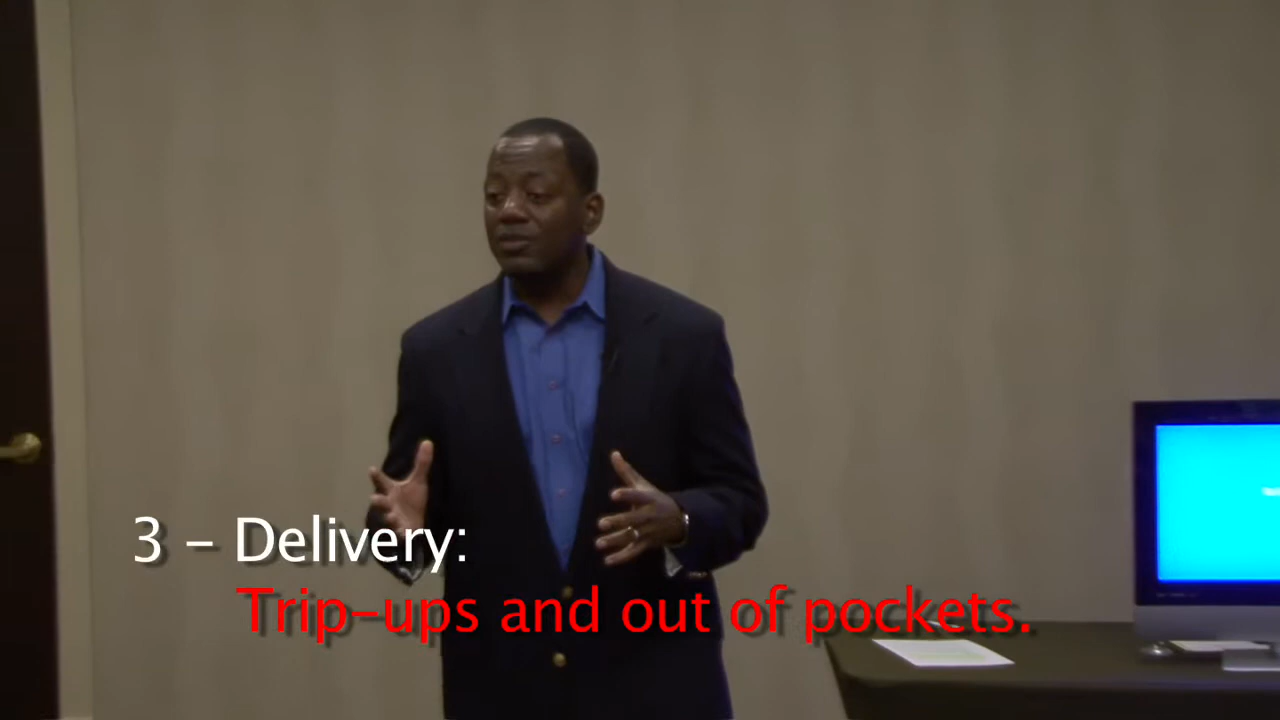 3 - Delivery:
Trip-ups and out of pockets.